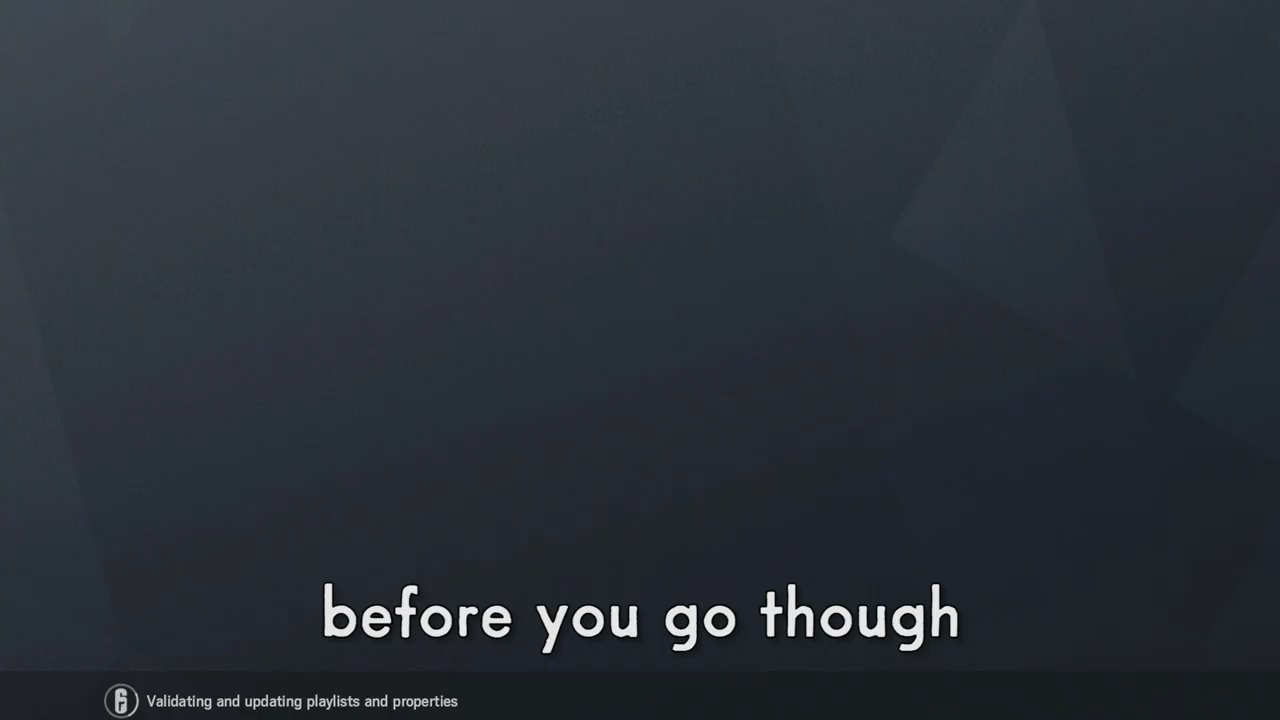 before you go though
Validating and updating playlists and properties